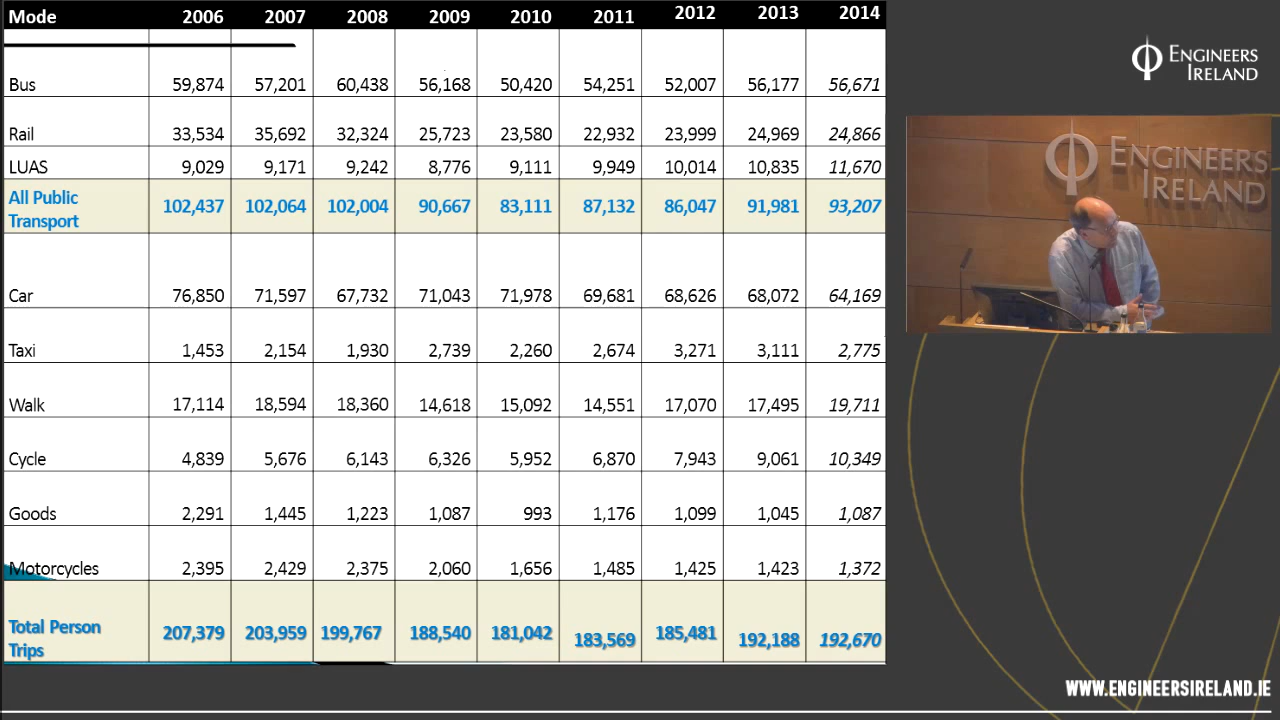 Mode 2006 2007 2008 2009 2010 2011 2012 2013 2014
Bus 59,874 57,201 60,438 56,168 50,420 54,251 52,007 56,177 56,671
Rail 33,534 35,692 32,324 25,723 23,580 22,932 23,999 24,969 24,866
LUAS 9,029 9,171 9,242 8,776 9,111 9,949 10,014 10,835 11,670
All Public
Transport 102,437 102,064 102,004 90,667 83,111 87,132 86,047 91,981 93,207
Car 76,850 71,597 67,732 71,043 71,978 69,681 68,626 68,072 64,169
Taxi 1,453 2,154 1,930 2,739 2,260 2,674 3,271 3,111 2,775
Walk 17,114 18,594 18,360 14,618 15,092 14,551 17,070 17,495 19,711
Cycle 4,839 5,676 6,143 6,326 5,952 6,870 7,943 9,061 10,349
Goods 2,291 1,445 1,223 1,087 993 1,176 1,099 1,045 1,087
Motorcycles 2,395 2,429 2,375 2,060 1,656 1,485 1,425 1,423 1,372
Total Person
Trips 207,379 203,959 199,767 188,540 181,042 183,569 185,481 192,188 192,670
ENGINEERS
IRELAND
ENGINEERS
IRELAND
WWW.ENGINEERSIRELAND.IE